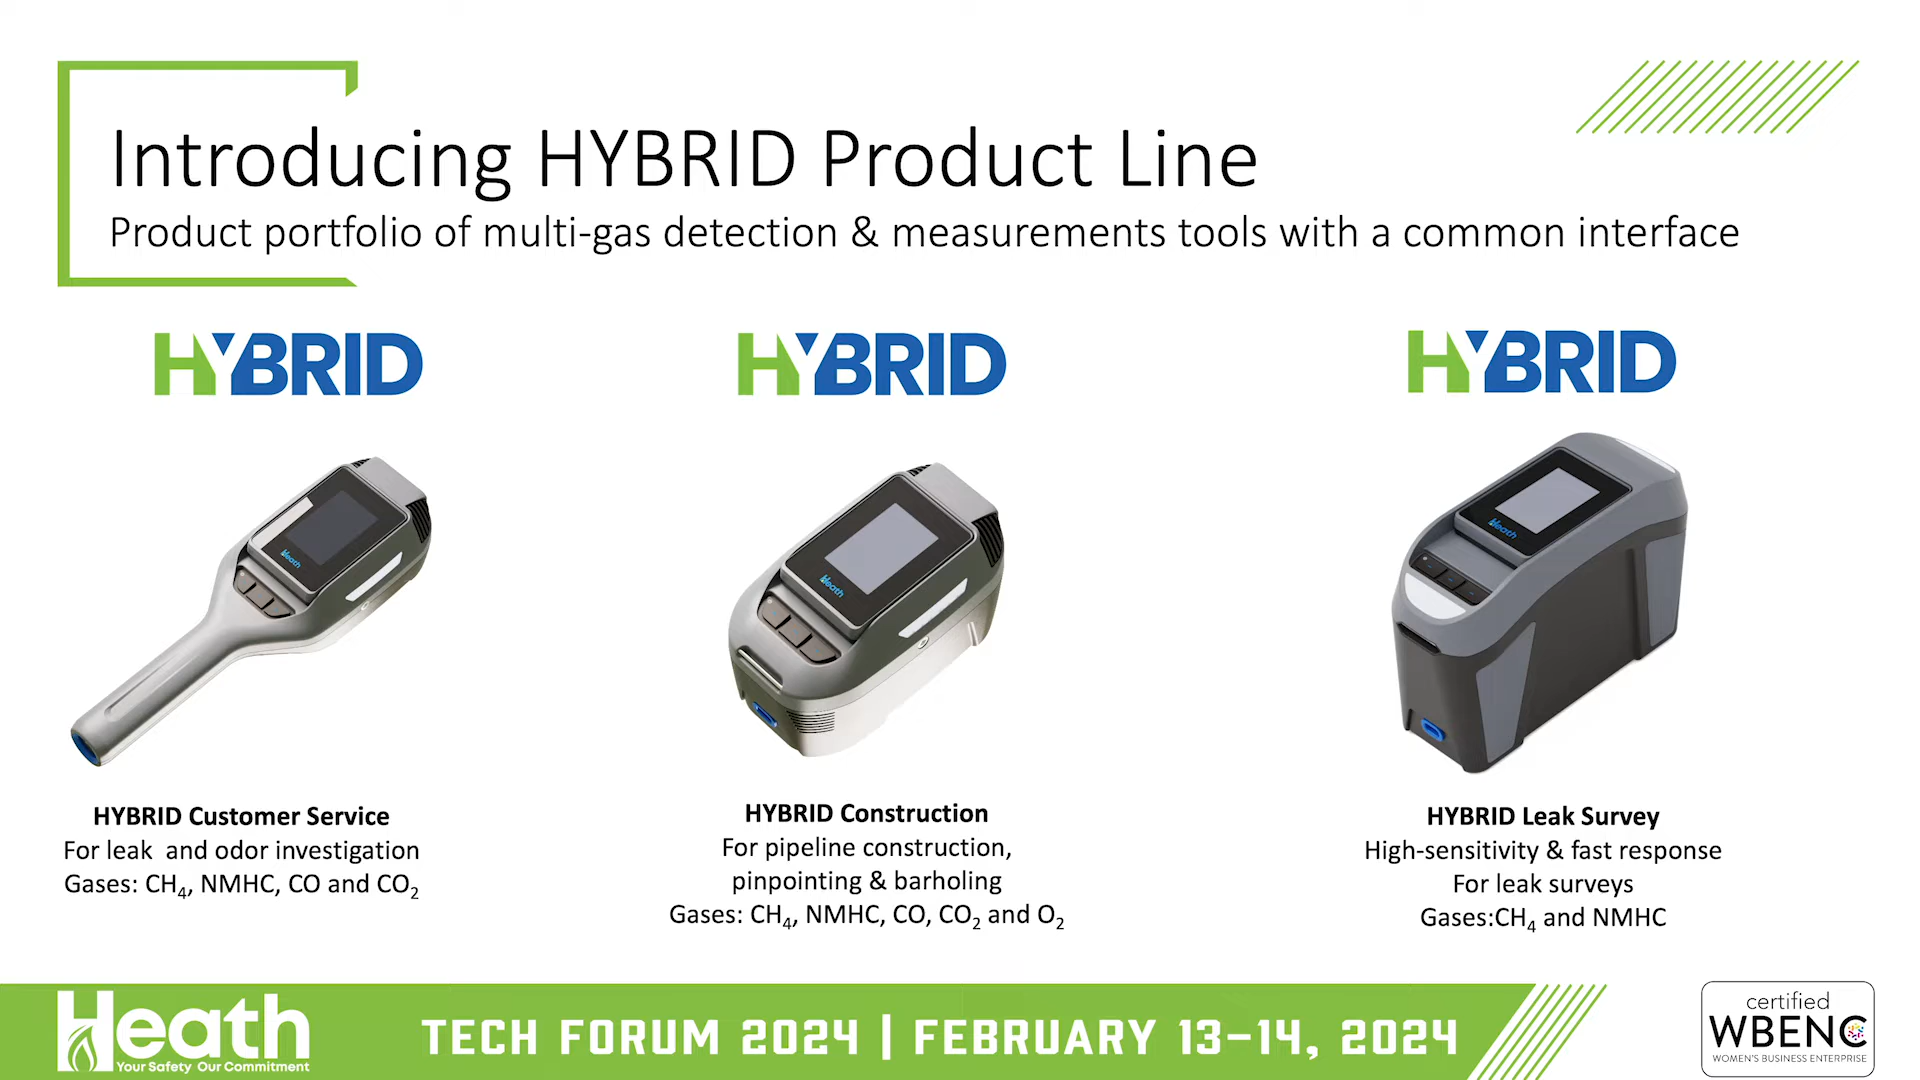 Introducing HYBRID Product Line
Product portfolio of multi-gas detection & measurements tools with a common interface
HYBRID
HYBRID
HYBRID
Heath
Heath
Heath
HYBRID Customer Service
For leak and odor investigation
Gases: CH₄, NMHC, CO and CO₂
HYBRID Construction
For pipeline construction,
pinpointing & barholing
Gases: CH₄, NMHC, CO, CO₂ and O₂
HYBRID Leak Survey
High-sensitivity & fast response
For leak surveys
Gases:CH₄ and NMHC
Heath
Your Safety Our Commitment
TECH FORUM 2024 | FEBRUARY 13–14, 2024
certified
WBENC
WOMEN'S BUSINESS ENTERPRISE